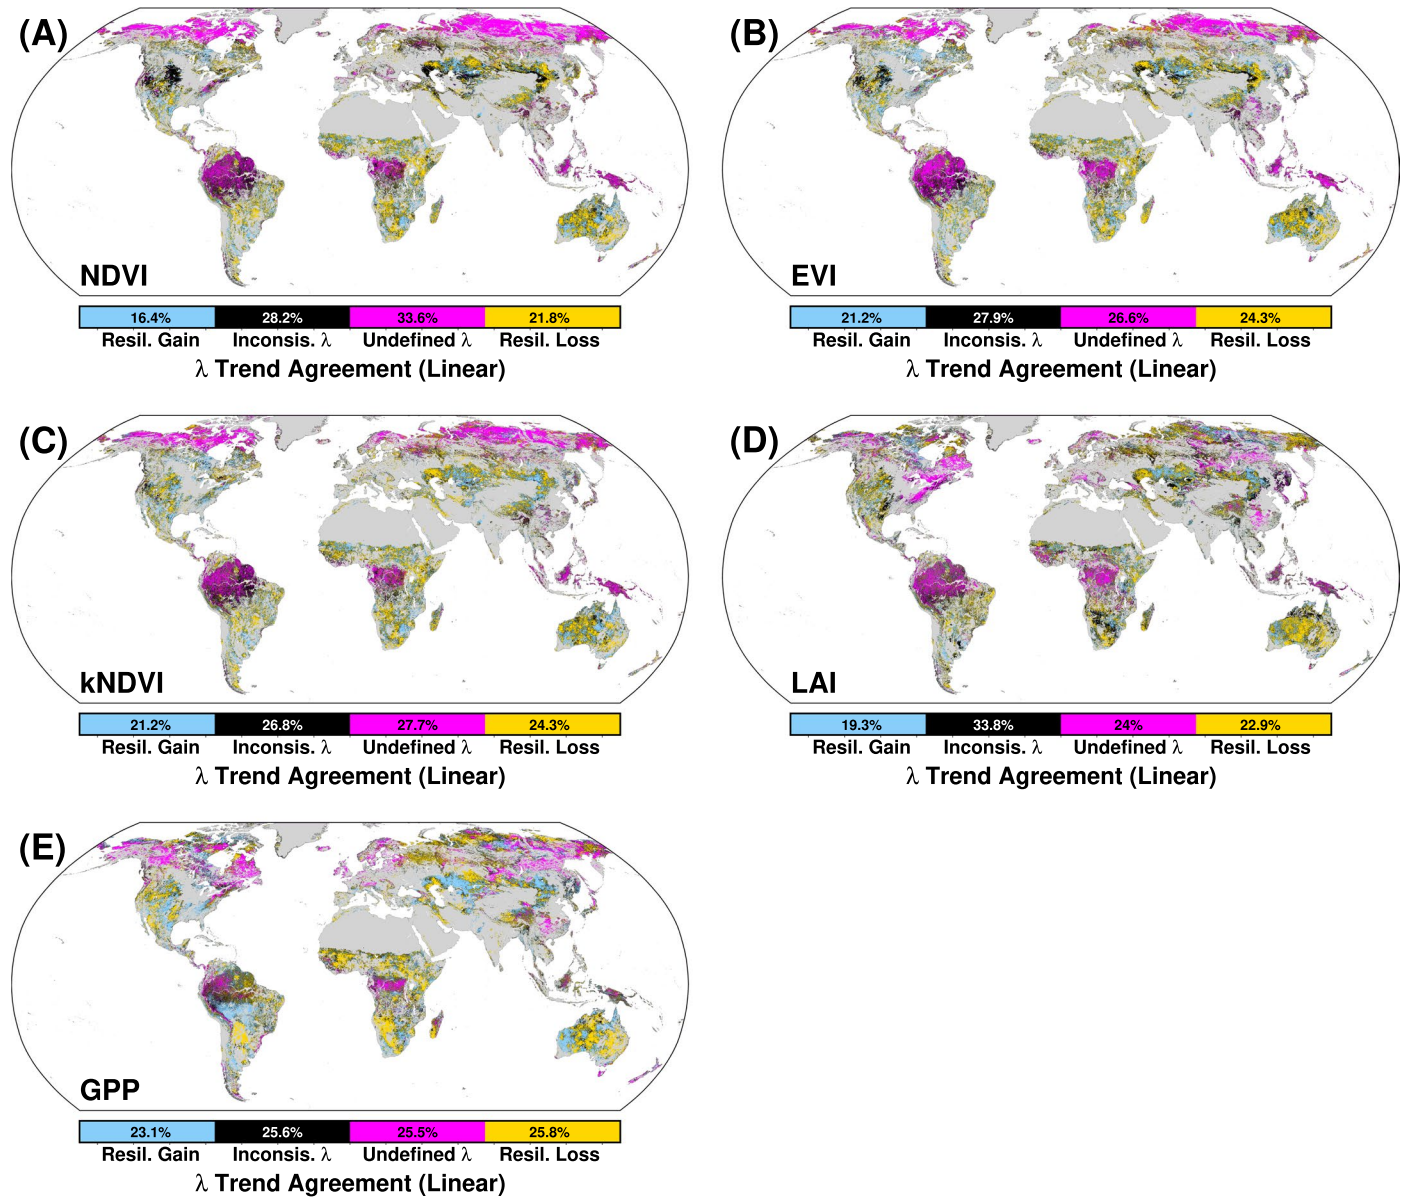 (A)
NDVI
16.4% 28.2% 33.6% 21.8%
Resil. Gain Inconsis. λ Undefined λ Resil. Loss
λ Trend Agreement (Linear)
(B)
EVI
21.2% 27.9% 26.6% 24.3%
Resil. Gain Inconsis. λ Undefined λ Resil. Loss
λ Trend Agreement (Linear)
(C)
kNDVI
21.2% 26.8% 27.7% 24.3%
Resil. Gain Inconsis. λ Undefined λ Resil. Loss
λ Trend Agreement (Linear)
(D)
LAI
19.3% 33.8% 24% 22.9%
Resil. Gain Inconsis. λ Undefined λ Resil. Loss
λ Trend Agreement (Linear)
(E)
GPP
23.1% 25.6% 25.5% 25.8%
Resil. Gain Inconsis. λ Undefined λ Resil. Loss
λ Trend Agreement (Linear)